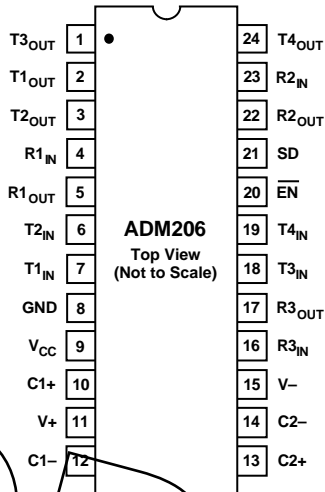 T3OUT 1 24 T4OUT
T1OUT 2 23 R2IN
T2OUT 3 22 R2OUT
R1IN 4 21 SD
R1OUT 5 20 EN
T2IN 6 ADM206 19 T4IN
T1IN 7 Top View 18 T3IN
(Not to Scale)
GND 8 17 R3OUT
VCC 9 16 R3IN
C1+ 10 15 V–
V+ 11 14 C2–
C1– 12 13 C2+